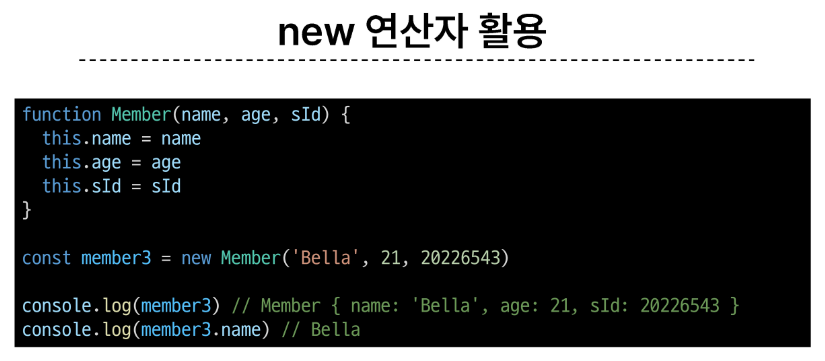 new 연산자 활용
function Member(name, age, sId) {
  this.name = name
  this.age = age
  this.sId = sId
}
const member3 = new Member('Bella', 21, 20226543)
console.log(member3) // Member { name: 'Bella', age: 21, sId: 20226543 }
console.log(member3.name) // Bella